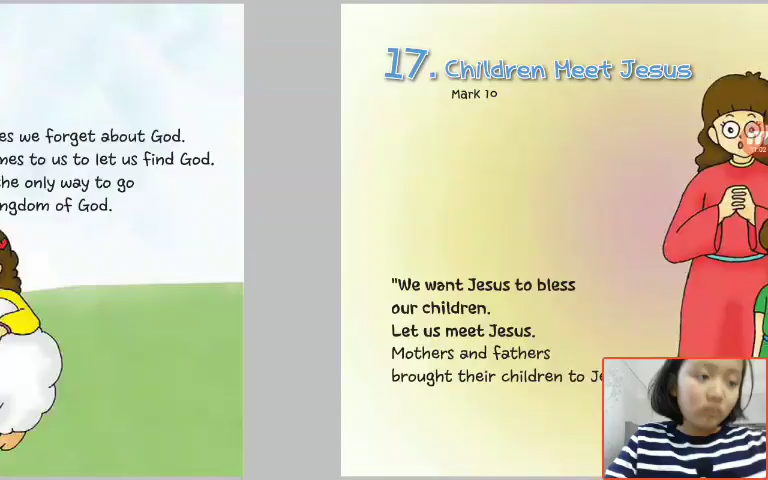 es we forget about God.
mes to us to let us find God.
the only way to go
ngdom of God.
17. Children Meet Jesus
Mark 10
"We want Jesus to bless
our children.
Let us meet Jesus.
Mothers and fathers
brought their children to Je